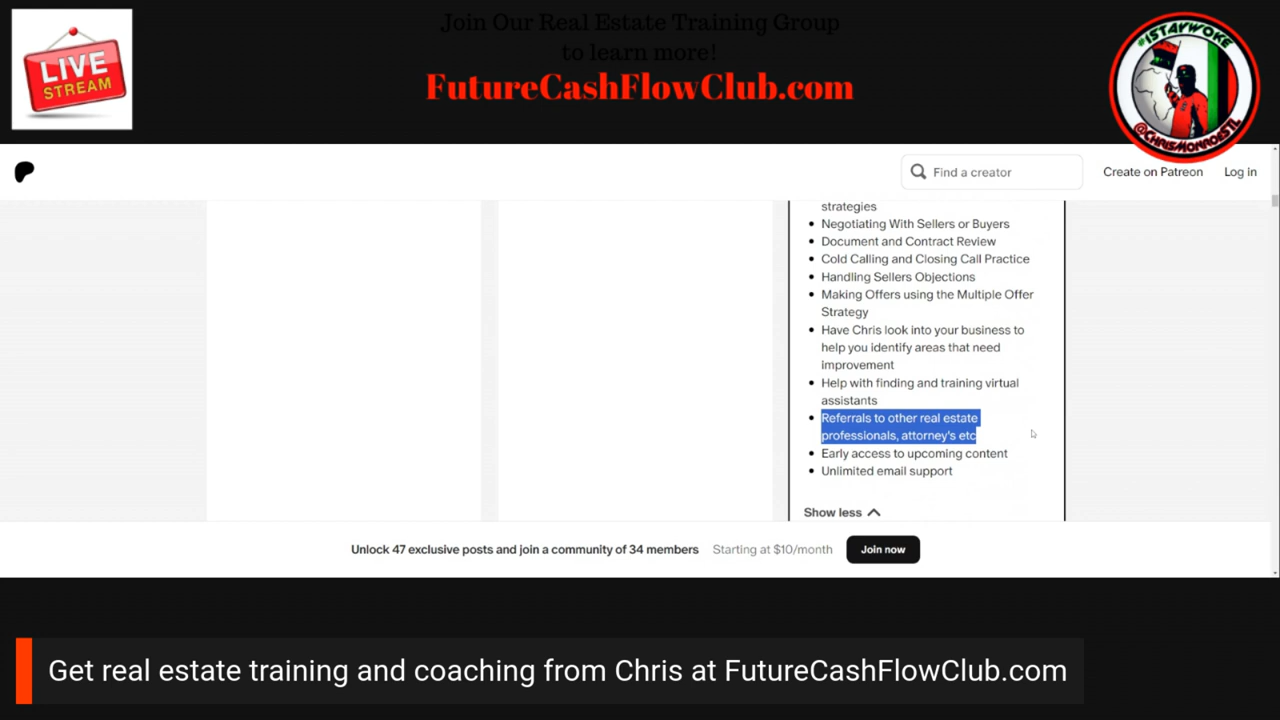 Join Our Real Estate Training Group
to learn more!
FutureCashFlowClub.com
LIVE
STREAM
#ISTAYWOKE
@CHRISMONROESTL
Find a creator
Create on Patreon
Log in
strategies
Negotiating With Sellers or Buyers
Document and Contract Review
Cold Calling and Closing Call Practice
Handling Sellers Objections
Making Offers using the Multiple Offer
Strategy
Have Chris look into your business to
help you identify areas that need
improvement
Help with finding and training virtual
assistants
Referrals to other real estate
professionals, attorney's etc
Early access to upcoming content
Unlimited email support
Show less
Unlock 47 exclusive posts and join a community of 34 members
Starting at $10/month
Join now
Get real estate training and coaching from Chris at FutureCashFlowClub.com